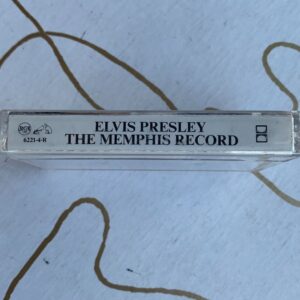 RCA
6221-4-R
ELVIS PRESLEY
THE MEMPHIS RECORD